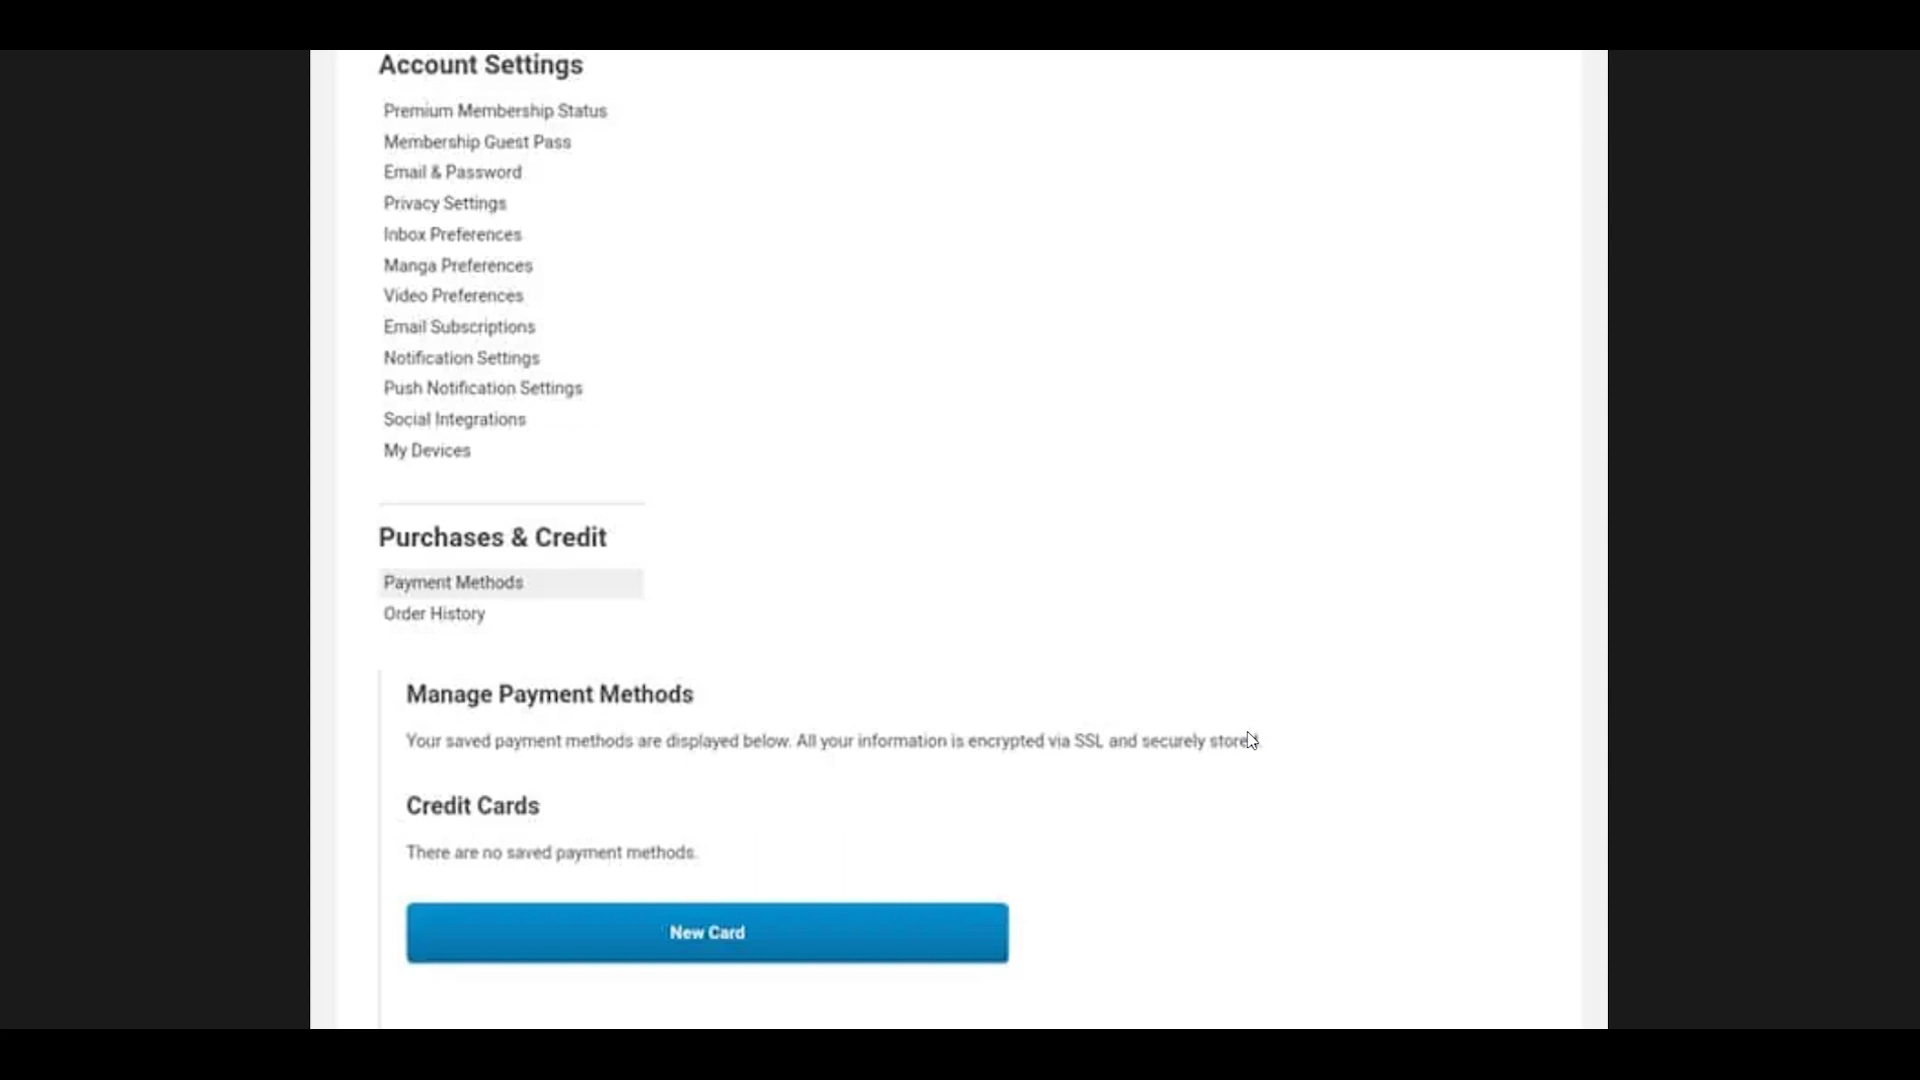 Account Settings
Premium Membership Status
Membership Guest Pass
Email & Password
Privacy Settings
Inbox Preferences
Manga Preferences
Video Preferences
Email Subscriptions
Notification Settings
Push Notification Settings
Social Integrations
My Devices
Purchases & Credit
Payment Methods
Order History
Manage Payment Methods
Your saved payment methods are displayed below. All your information is encrypted via SSL and securely stored.
Credit Cards
There are no saved payment methods.
New Card